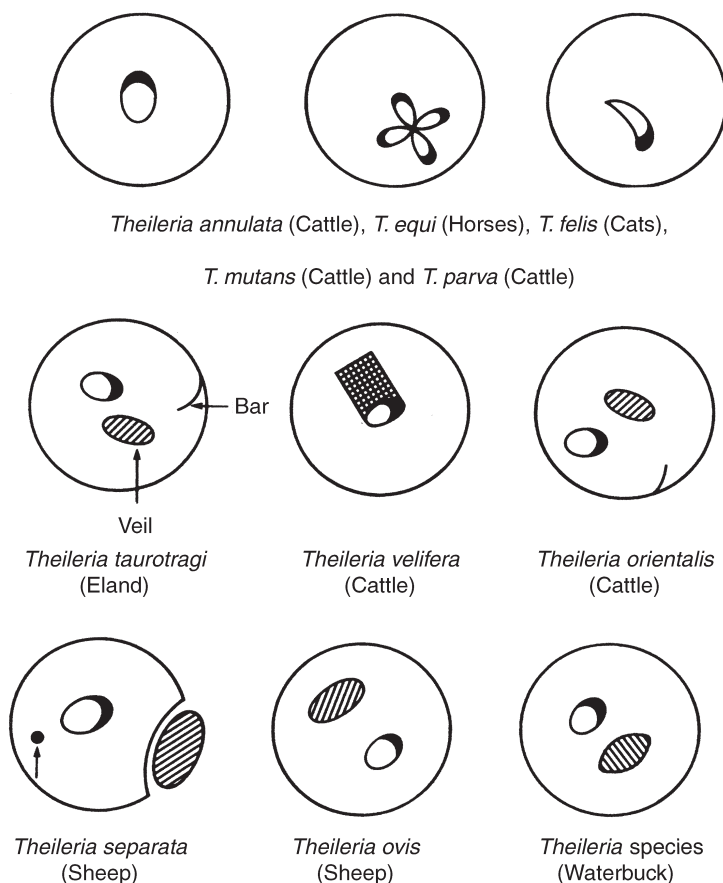 Theileria annulata (Cattle), T. equi (Horses), T. felis (Cats),
T. mutans (Cattle) and T. parva (Cattle)
Bar
Veil
Theileria taurotragi
(Eland)
Theileria velifera
(Cattle)
Theileria orientalis
(Cattle)
Theileria separata
(Sheep)
Theileria ovis
(Sheep)
Theileria species
(Waterbuck)